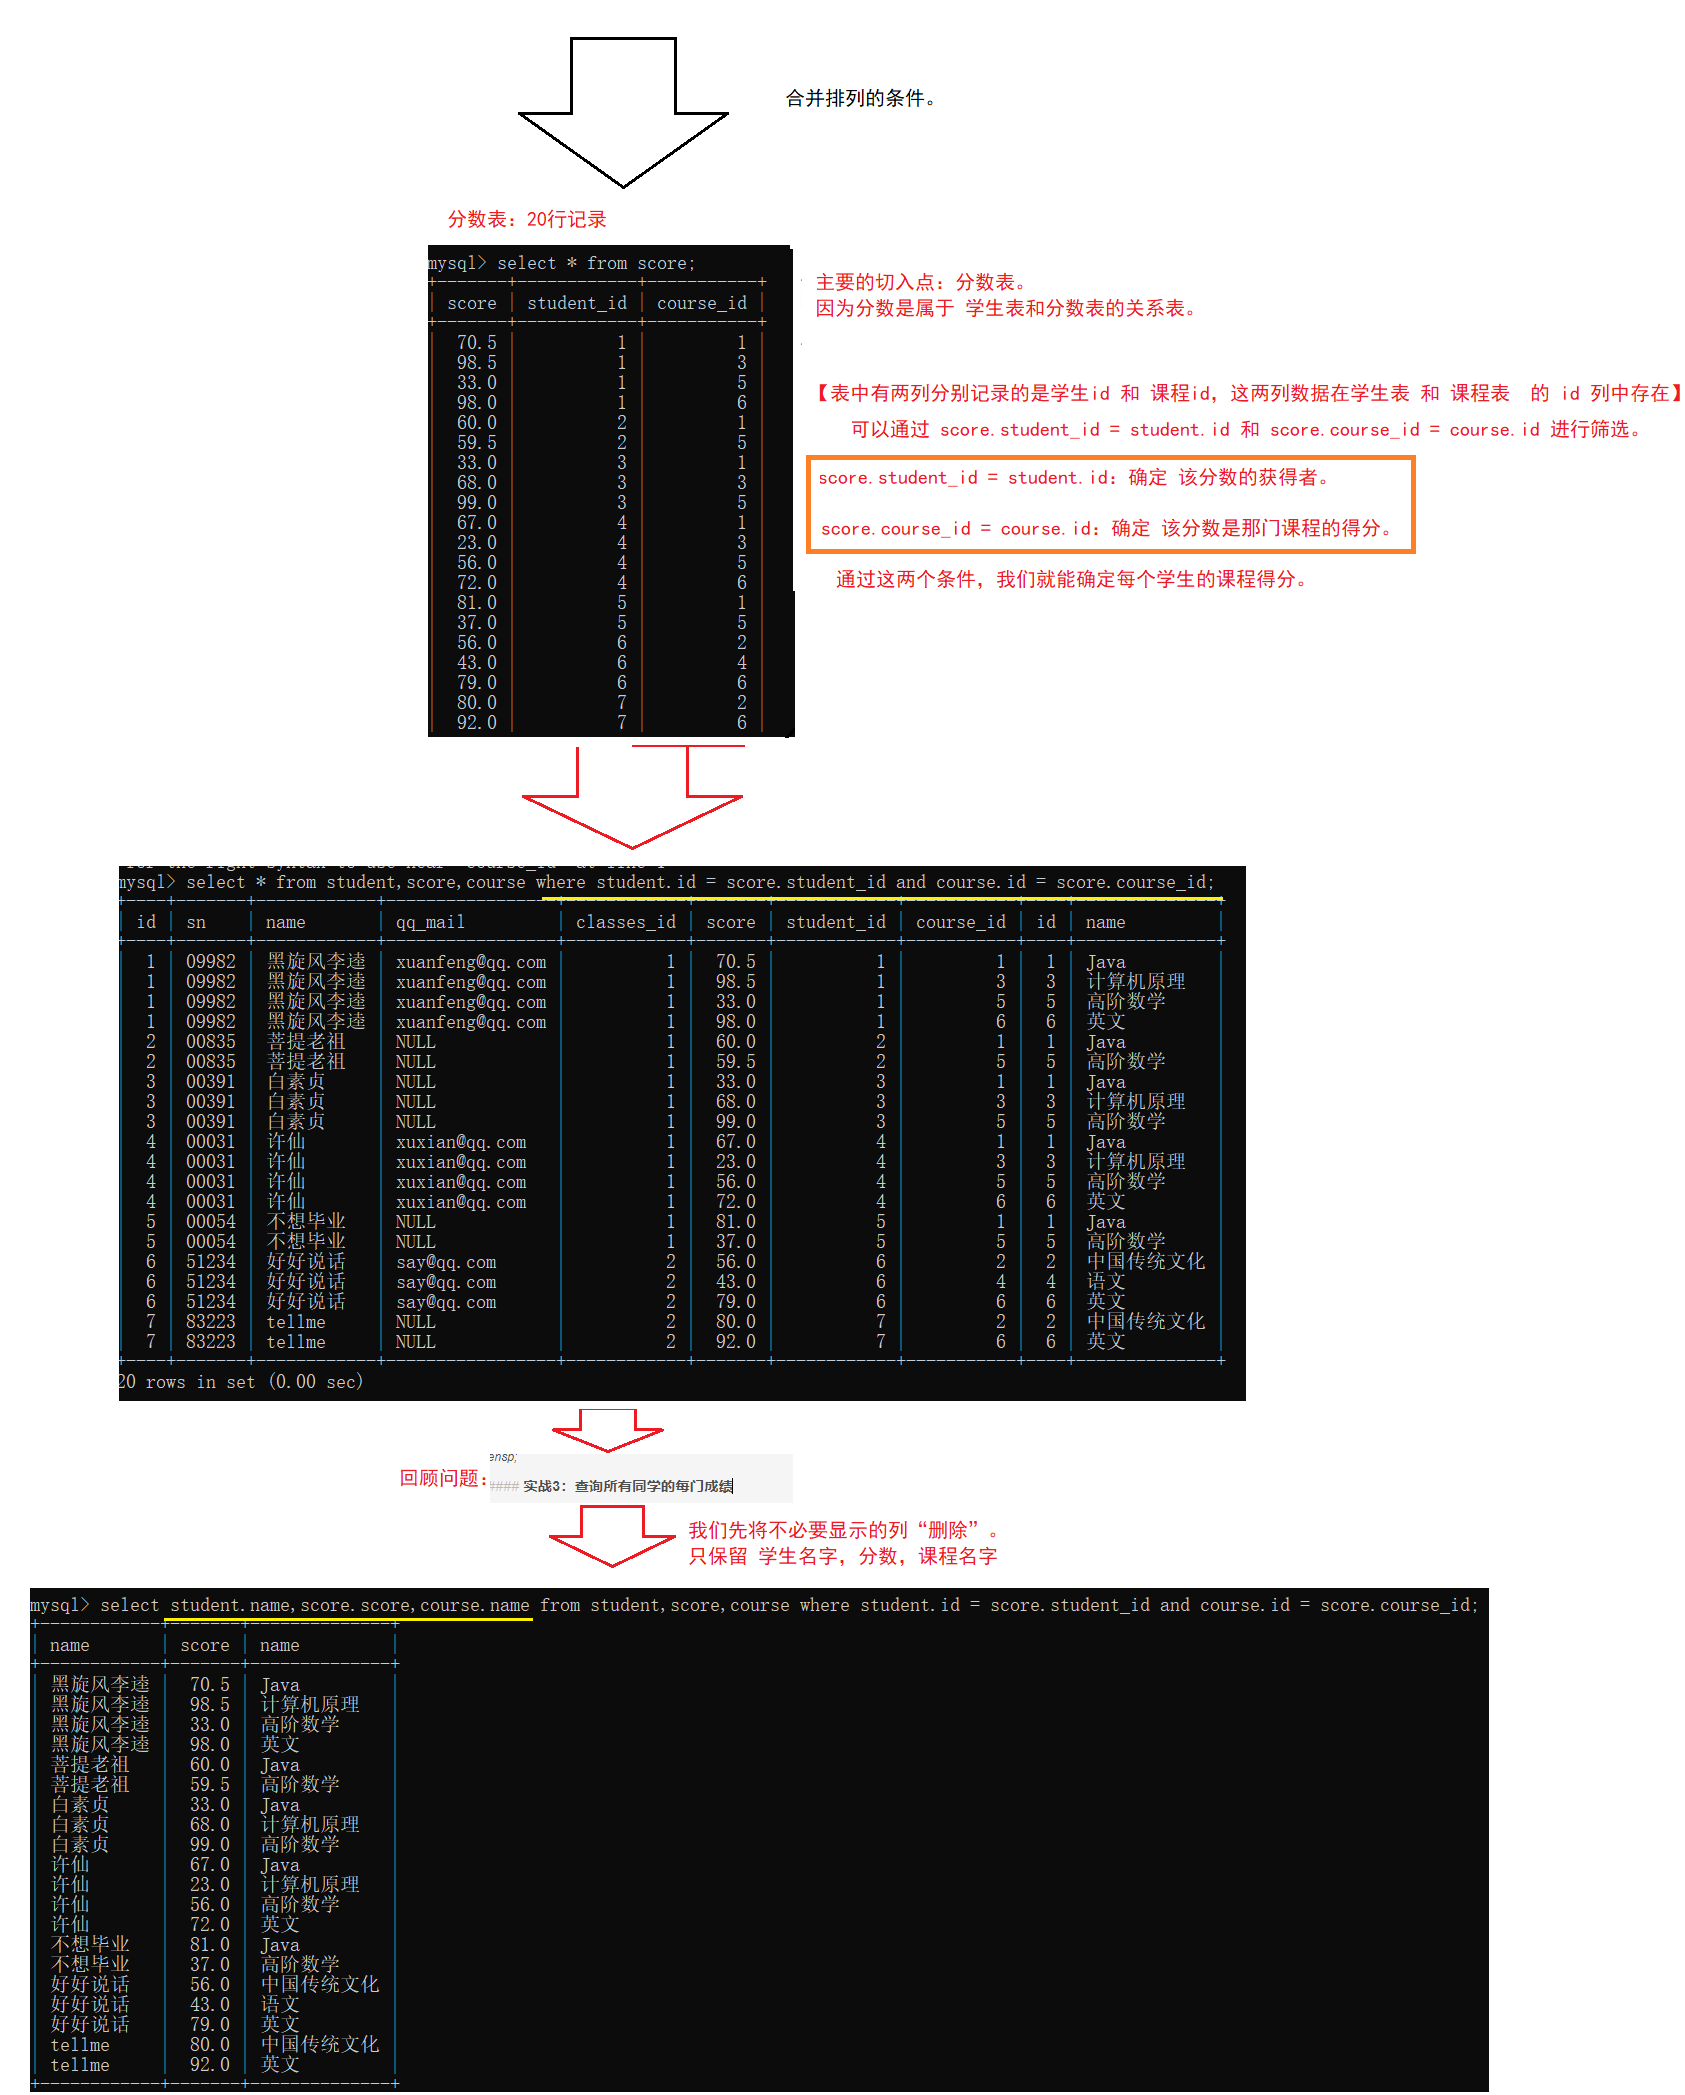 合并排列的条件。
分数表：20行记录
mysql> select * from score;
| score | student_id | course_id |
| 70.5 | 1 | 1 |
| 98.5 | 1 | 3 |
| 33.0 | 1 | 5 |
| 98.0 | 1 | 6 |
| 60.0 | 2 | 1 |
| 59.5 | 2 | 5 |
| 33.0 | 3 | 1 |
| 68.0 | 3 | 3 |
| 99.0 | 3 | 5 |
| 67.0 | 4 | 1 |
| 23.0 | 4 | 3 |
| 56.0 | 4 | 5 |
| 72.0 | 4 | 6 |
| 81.0 | 5 | 1 |
| 37.0 | 5 | 5 |
| 56.0 | 6 | 2 |
| 43.0 | 6 | 4 |
| 79.0 | 6 | 6 |
| 80.0 | 7 | 2 |
| 92.0 | 7 | 6 |
主要的切入点：分数表。
因为分数是属于 学生表和分数表的关系表。
【表中有两列分别记录的是学生id 和 课程id，这两列数据在学生表 和 课程表 的 id 列中存在】
可以通过 score.student_id = student.id 和 score.course_id = course.id 进行筛选。
score.student_id = student.id：确定 该分数的获得者。
score.course_id = course.id：确定 该分数是那门课程的得分。
通过这两个条件，我们就能确定每个学生的课程得分。
mysql> select * from student,score,course where student.id = score.student_id and course.id = score.course_id;
| id | sn | name | qq_mail | classes_id | score | student_id | course_id | id | name |
| 1 | 09982 | 黑旋风李逵 | xuanfeng@qq.com | 1 | 70.5 | 1 | 1 | 1 | Java |
| 1 | 09982 | 黑旋风李逵 | xuanfeng@qq.com | 1 | 98.5 | 1 | 3 | 3 | 计算机原理 |
| 1 | 09982 | 黑旋风李逵 | xuanfeng@qq.com | 1 | 33.0 | 1 | 5 | 5 | 高阶数学 |
| 1 | 09982 | 黑旋风李逵 | xuanfeng@qq.com | 1 | 98.0 | 1 | 6 | 6 | 英文 |
| 2 | 00835 | 菩提老祖 | NULL | 1 | 60.0 | 2 | 1 | 1 | Java |
| 2 | 00835 | 菩提老祖 | NULL | 1 | 59.5 | 2 | 5 | 5 | 高阶数学 |
| 3 | 00391 | 白素贞 | NULL | 1 | 33.0 | 3 | 1 | 1 | Java |
| 3 | 00391 | 白素贞 | NULL | 1 | 68.0 | 3 | 3 | 3 | 计算机原理 |
| 3 | 00391 | 白素贞 | NULL | 1 | 99.0 | 3 | 5 | 5 | 高阶数学 |
| 4 | 00031 | 许仙 | xuxian@qq.com | 1 | 67.0 | 4 | 1 | 1 | Java |
| 4 | 00031 | 许仙 | xuxian@qq.com | 1 | 23.0 | 4 | 3 | 3 | 计算机原理 |
| 4 | 00031 | 许仙 | xuxian@qq.com | 1 | 56.0 | 4 | 5 | 5 | 高阶数学 |
| 4 | 00031 | 许仙 | xuxian@qq.com | 1 | 72.0 | 4 | 6 | 6 | 英文 |
| 5 | 00054 | 不想毕业 | NULL | 1 | 81.0 | 5 | 1 | 1 | Java |
| 5 | 00054 | 不想毕业 | NULL | 1 | 37.0 | 5 | 5 | 5 | 高阶数学 |
| 6 | 51234 | 好好说话 | say@qq.com | 2 | 56.0 | 6 | 2 | 2 | 中国传统文化 |
| 6 | 51234 | 好好说话 | say@qq.com | 2 | 43.0 | 6 | 4 | 4 | 语文 |
| 6 | 51234 | 好好说话 | say@qq.com | 2 | 79.0 | 6 | 6 | 6 | 英文 |
| 7 | 83223 | tellme | NULL | 2 | 80.0 | 7 | 2 | 2 | 中国传统文化 |
| 7 | 83223 | tellme | NULL | 2 | 92.0 | 7 | 6 | 6 | 英文 |
20 rows in set (0.00 sec)
ensp;
回顾问题：#### 实战3：查询所有同学的每门成绩
我们先将不必要显示的列“删除”。
只保留 学生名字，分数，课程名字
mysql> select student.name,score.score,course.name from student,score,course where student.id = score.student_id and course.id = score.course_id;
| name | score | name |
| 黑旋风李逵 | 70.5 | Java |
| 黑旋风李逵 | 98.5 | 计算机原理 |
| 黑旋风李逵 | 33.0 | 高阶数学 |
| 黑旋风李逵 | 98.0 | 英文 |
| 菩提老祖 | 60.0 | Java |
| 菩提老祖 | 59.5 | 高阶数学 |
| 白素贞 | 33.0 | Java |
| 白素贞 | 68.0 | 计算机原理 |
| 白素贞 | 99.0 | 高阶数学 |
| 许仙 | 67.0 | Java |
| 许仙 | 23.0 | 计算机原理 |
| 许仙 | 56.0 | 高阶数学 |
| 许仙 | 72.0 | 英文 |
| 不想毕业 | 81.0 | Java |
| 不想毕业 | 37.0 | 高阶数学 |
| 好好说话 | 56.0 | 中国传统文化 |
| 好好说话 | 43.0 | 语文 |
| 好好说话 | 79.0 | 英文 |
| tellme | 80.0 | 中国传统文化 |
| tellme | 92.0 | 英文 |